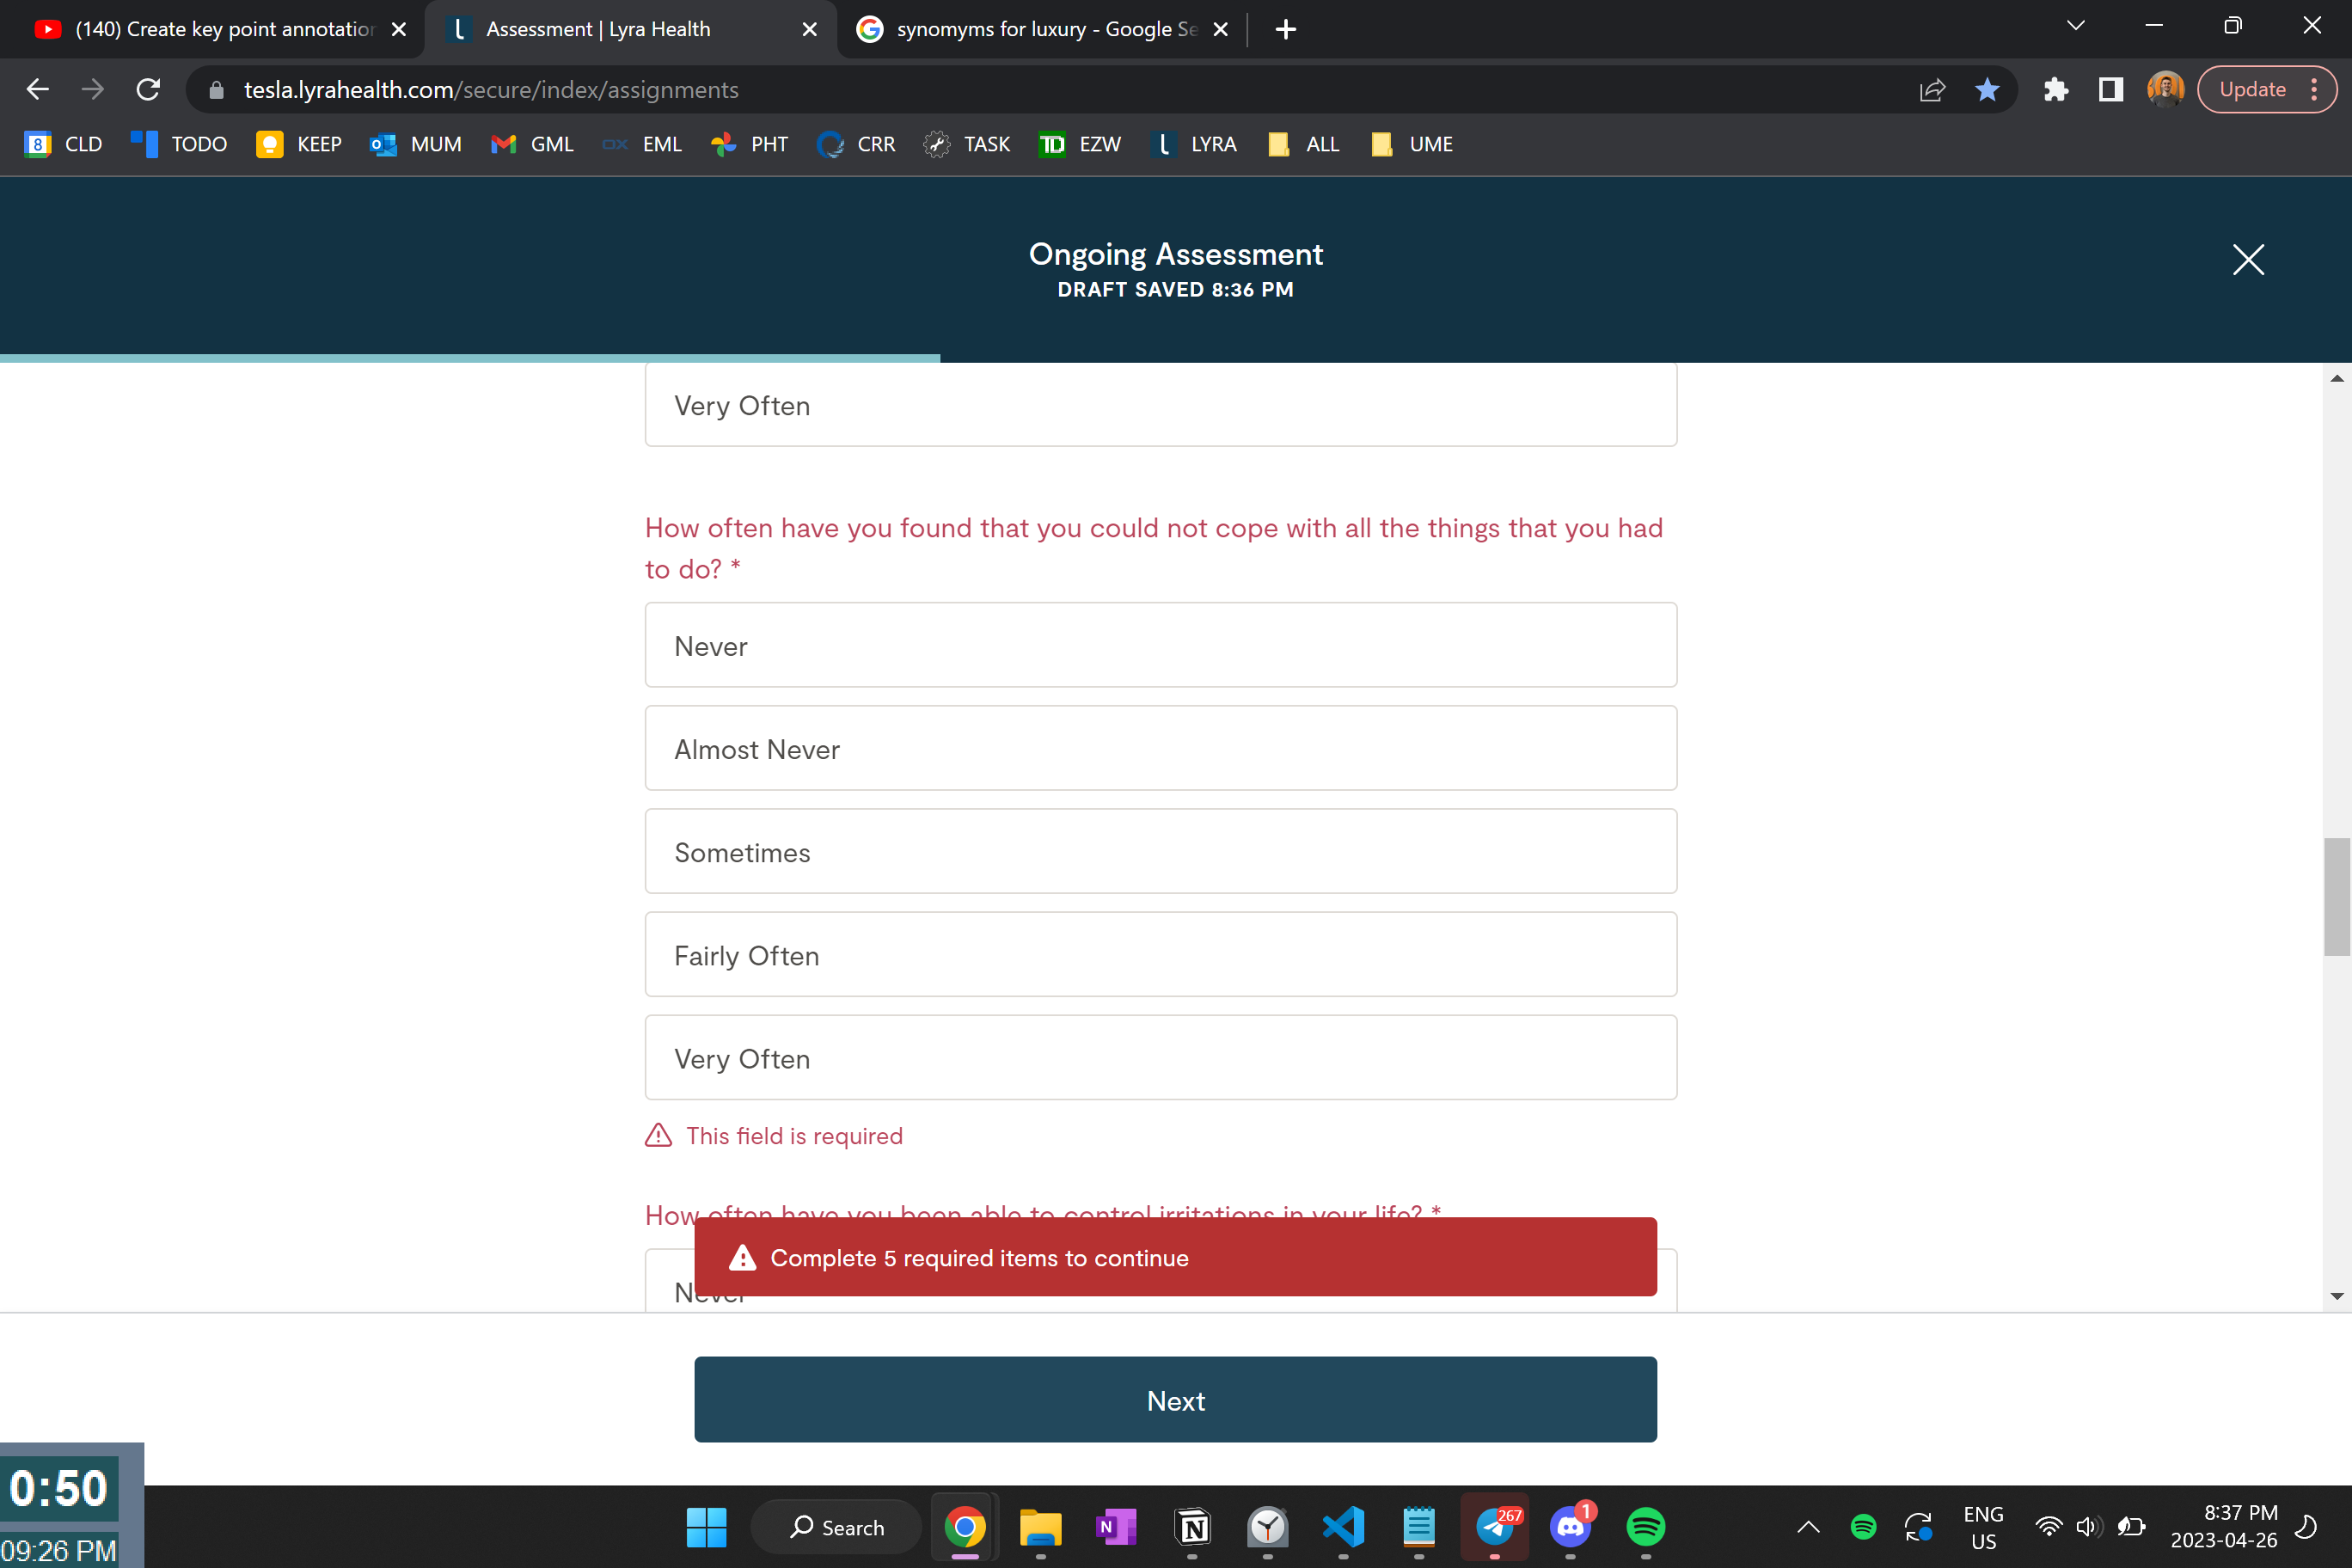 (140) Create key point annotation
Assessment | Lyra Health
synomyms for luxury - Google Se
tesla.lyrahealth.com/secure/index/assignments
Update
8 CLD
TODO
KEEP
MUM
GML
DX EML
PHT
CRR
TASK
TD EZW
LYRA
ALL
UME
Ongoing Assessment
DRAFT SAVED 8:36 PM
Very Often
How often have you found that you could not cope with all the things that you had
to do? *
Never
Almost Never
Sometimes
Fairly Often
Very Often
This field is required
How often have you been able to control irritations in your life? *
Never
Complete 5 required items to continue
Next
0:50
09:26 PM
Search
N
N
267
1
ENG
US
8:37 PM
2023-04-26